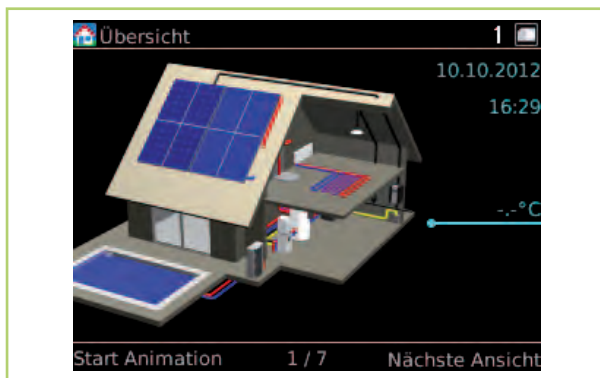 Übersicht 1
10.10.2012
16:29
-.-°C
Start Animation 1 / 7 Nächste Ansicht